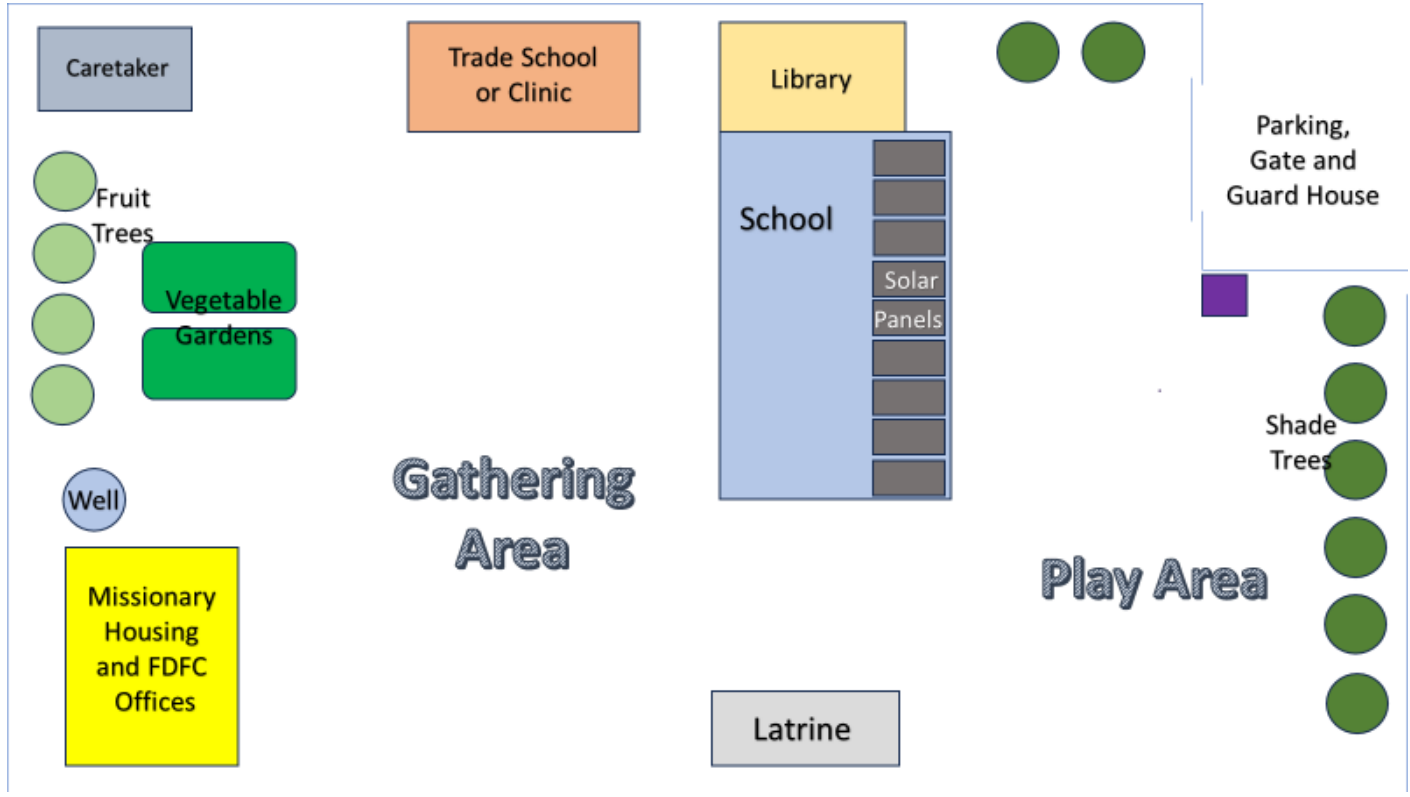 Caretaker
Trade School
or Clinic
Library
Parking,
Gate and
Guard House
Fruit
Trees
School
Vegetable
Gardens
Solar
Panels
Shade
Trees
Gathering
Area
Well
Play Area
Missionary
Housing
and FDFC
Offices
Latrine